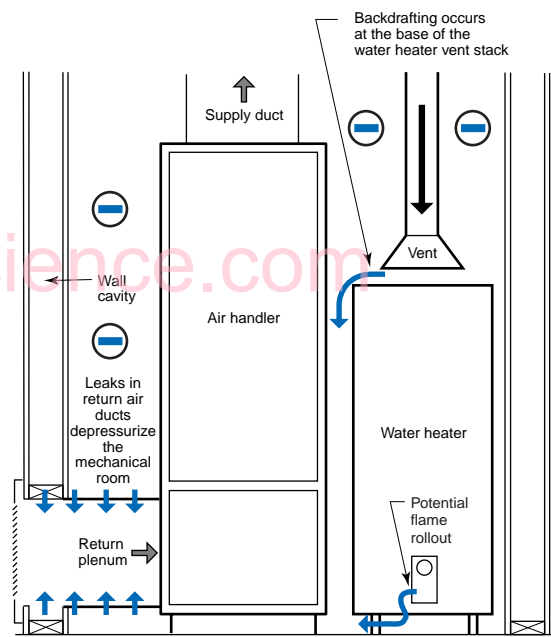 Backdrafting occurs
at the base of the
water heater vent stack
Supply duct
Vent
ience.com
Wall
cavity
Air handler
Leaks in
return air
ducts
depressurize
the
mechanical
room
Water heater
Potential
flame
rollout
Return
plenum